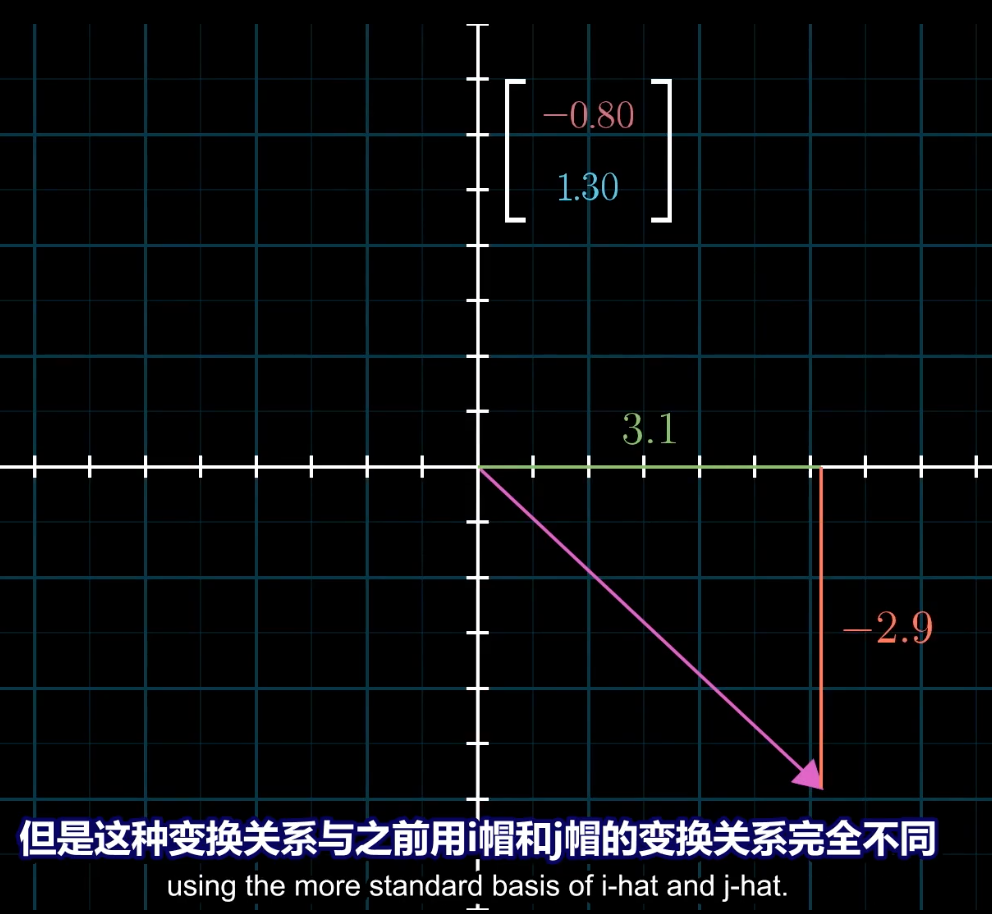 −0.80
1.30
3.1
−2.9
但是这种变换关系与之前用i帽和j帽的变换关系完全不同
using the more standard basis of i-hat and j-hat.